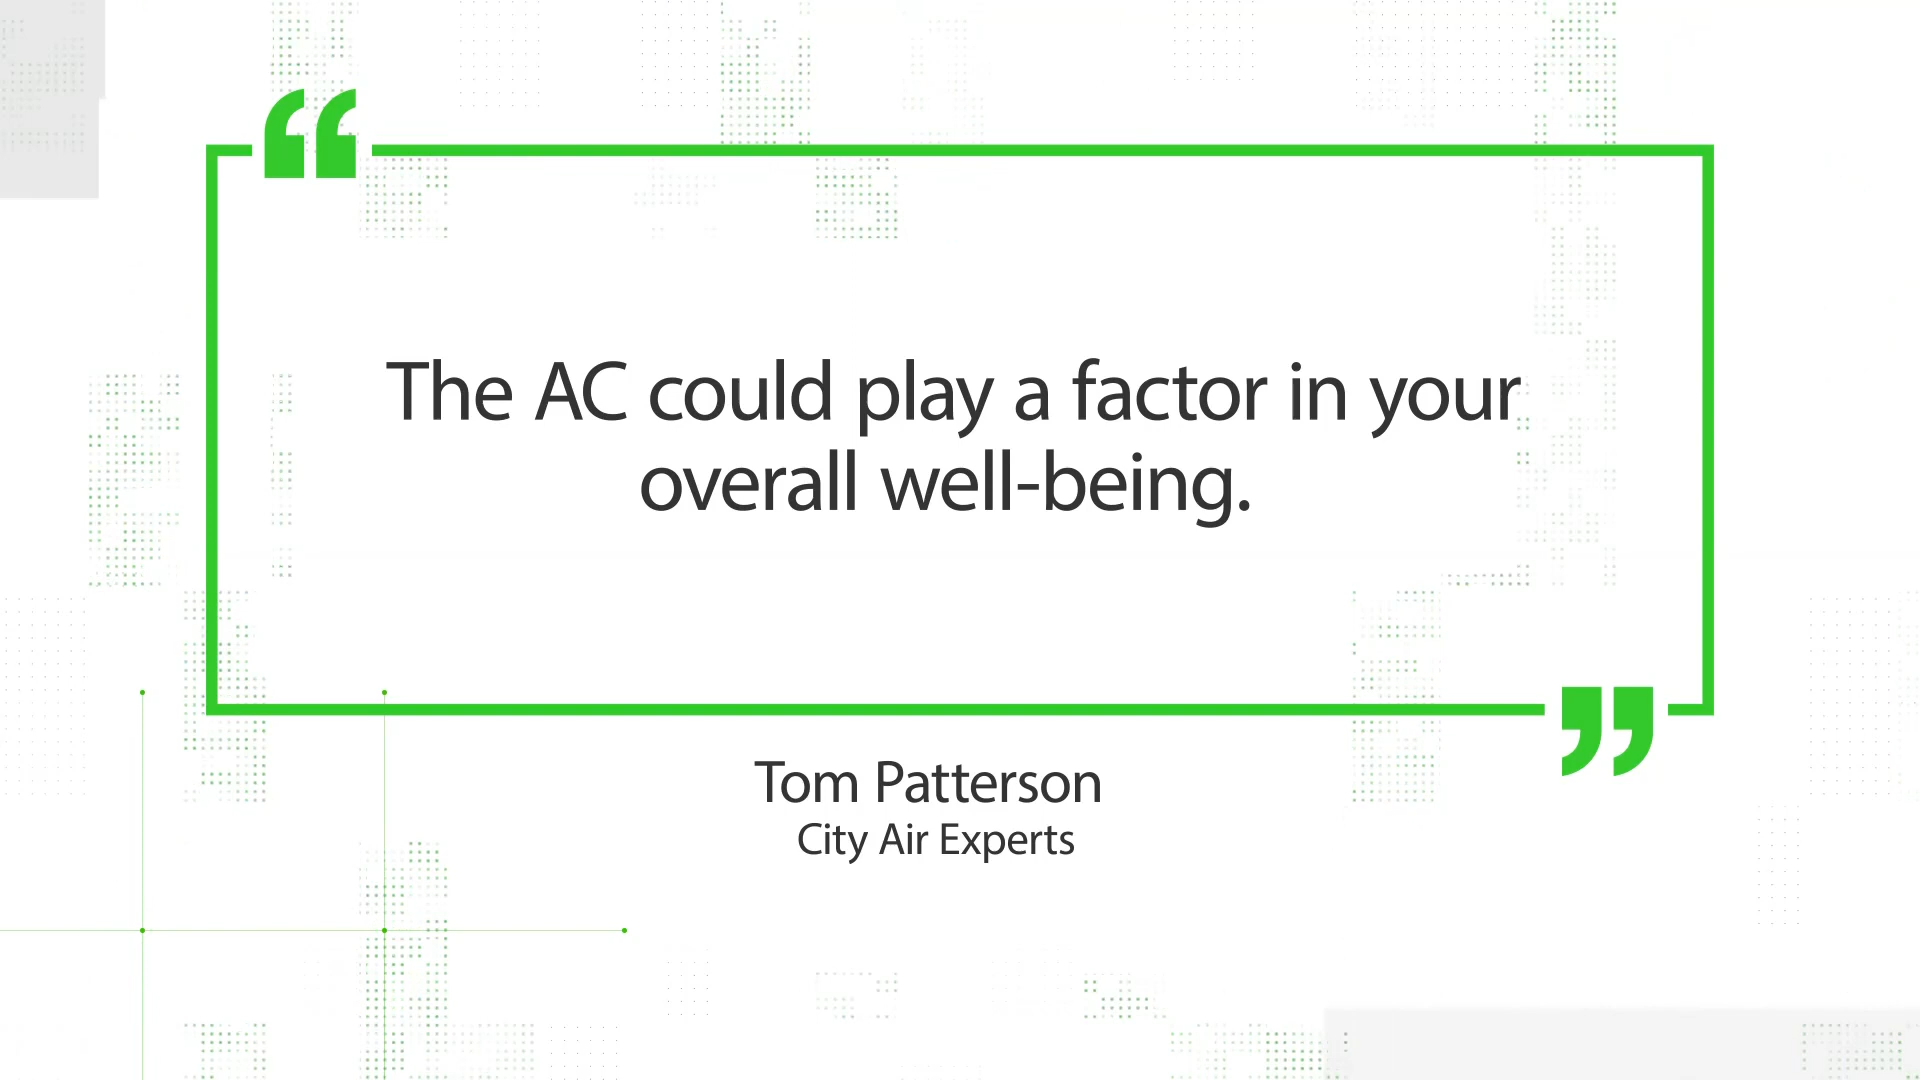 “
The AC could play a factor in your
overall well-being.
”
Tom Patterson
City Air Experts